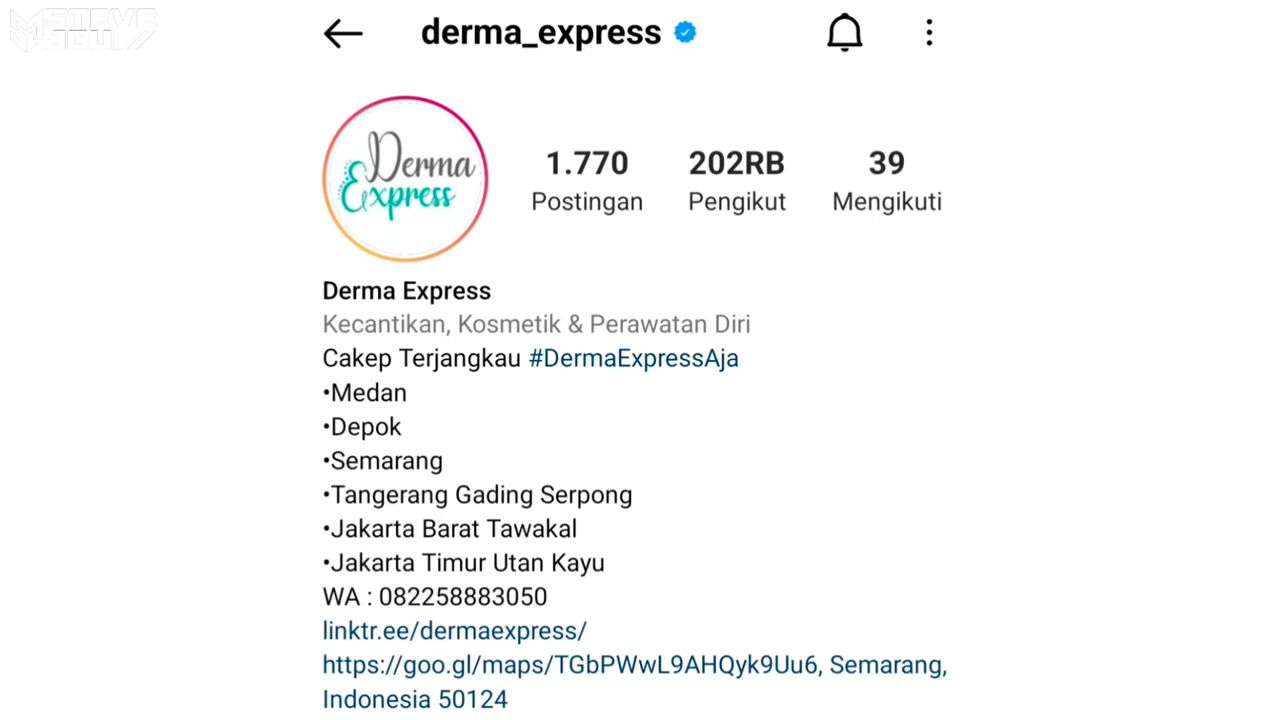 STEVE
SOUL
derma_express
Derma
Express
1.770
202RB
39
Postingan
Pengikut
Mengikuti
Derma Express
Kecantikan, Kosmetik & Perawatan Diri
Cakep Terjangkau #DermaExpressAja
•Medan
•Depok
•Semarang
•Tangerang Gading Serpong
•Jakarta Barat Tawakal
•Jakarta Timur Utan Kayu
WA : 082258883050
linktr.ee/dermaexpress/
https://goo.gl/maps/TGbPWwL9AHQyk9Uu6, Semarang,
Indonesia 50124